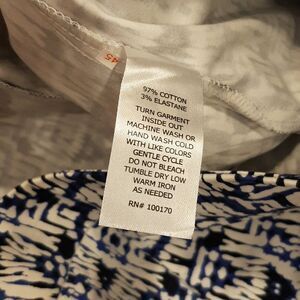 97% COTTON
3% ELASTANE
TURN GARMENT
INSIDE OUT
MACHINE WASH OR
HAND WASH COLD
WITH LIKE COLORS
GENTLE CYCLE
DO NOT BLEACH
TUMBLE DRY LOW
WARM IRON
AS NEEDED
RN# 100170